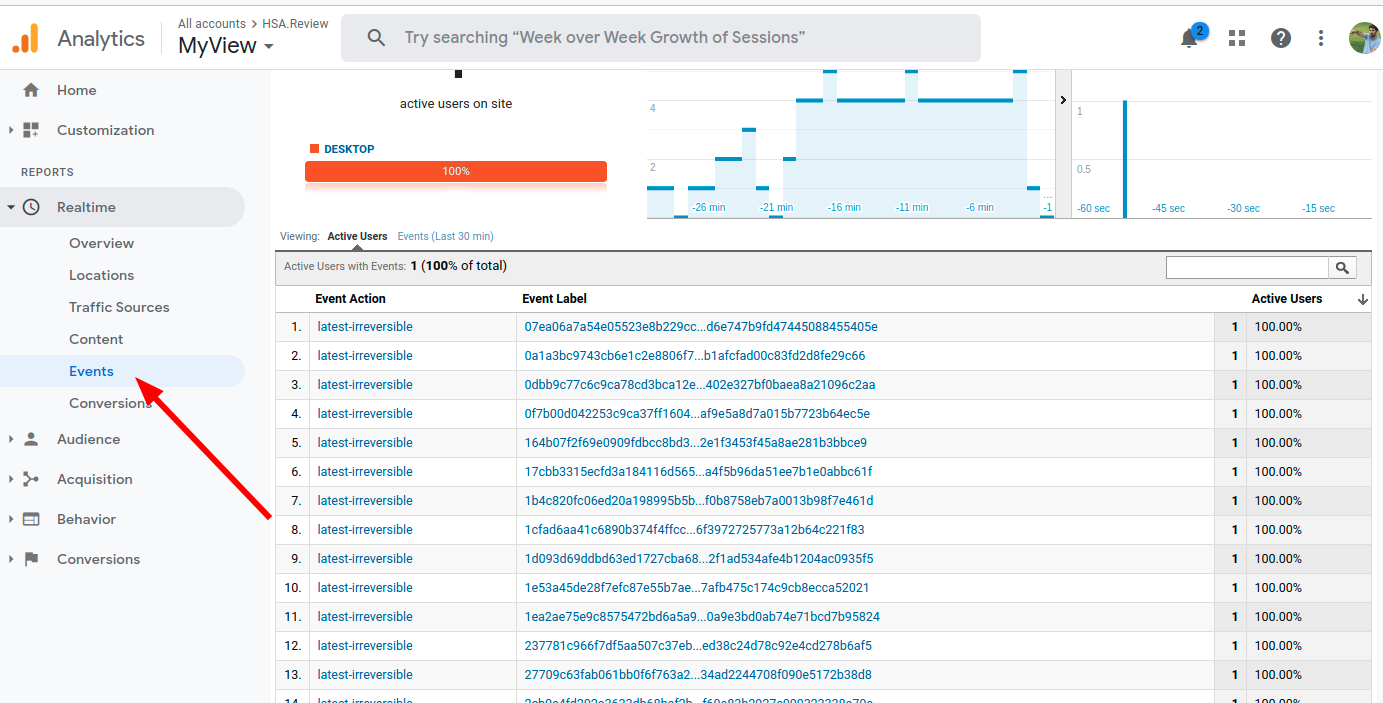 Analytics
All accounts > HSA.Review
MyView
Try searching “Week over Week Growth of Sessions”
2
Home
Customization
REPORTS
Realtime
Overview
Locations
Traffic Sources
Content
Events
Conversions
Audience
Acquisition
Behavior
Conversions
active users on site
DESKTOP
100%
4
2
-26 min -21 min -16 min -11 min -6 min ... -1
1
0.5
-60 sec -45 sec -30 sec -15 sec
Viewing: Active Users Events (Last 30 min)
Active Users with Events: 1 (100% of total)
Event Action Event Label Active Users
1. latest-irreversible 07ea06a7a54e05523e8b229cc...d6e747b9fd47445088455405e 1 100.00%
2. latest-irreversible 0a1a3bc9743cb6e1c2e8806f7...b1afcfad00c83fd2d8fe29c66 1 100.00%
3. latest-irreversible 0dbb9c77c6c9ca78cd3bca12e...402e327bf0baea8a21096c2aa 1 100.00%
4. latest-irreversible 0f7b00d042253c9ca37ff1604...af9e5a8d7a015b7723b64ec5e 1 100.00%
5. latest-irreversible 164b07f2f69e0909fdbcc8bd3...2e1f3453f45a8ae281b3bbce9 1 100.00%
6. latest-irreversible 17cbb3315ecfd3a184116d565...a4f5b96da51ee7b1e0abbc61f 1 100.00%
7. latest-irreversible 1b4c820fc06ed20a198995b5b...f0b8758eb7a0013b98f7e461d 1 100.00%
8. latest-irreversible 1cfad6aa41c6890b374f4ffcc...6f3972725773a12b64c221f83 1 100.00%
9. latest-irreversible 1d093d69ddbd63ed1727cba68...2f1ad534afe4b1204ac0935f5 1 100.00%
10. latest-irreversible 1e53a45de28f7efc87e55b7ae...7afb475c174c9cb8ecca52021 1 100.00%
11. latest-irreversible 1ea2ae75e9c8575472bd6a5a9...0a9e3bd0ab74e71bcd7b95824 1 100.00%
12. latest-irreversible 237781c966f7df5aa507c37eb...ed38c24d78c92e4cd278b6af5 1 100.00%
13. latest-irreversible 27709c63fab061bb0f6f763a2...34ad2244708f090e5172b38d8 1 100.00%
14. latest-irreversible 1 100.00%